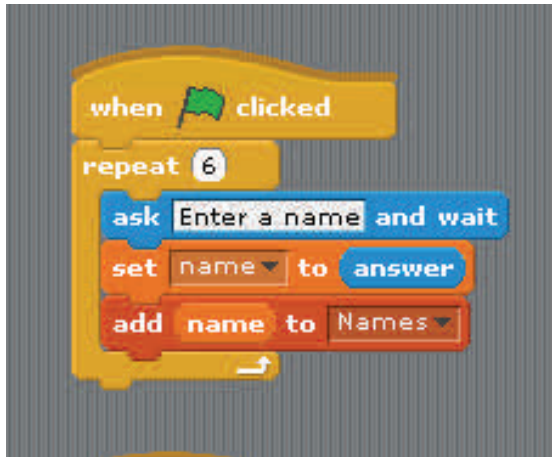 when clicked
repeat 6
ask Enter a name and wait
set name to answer
add name to Names